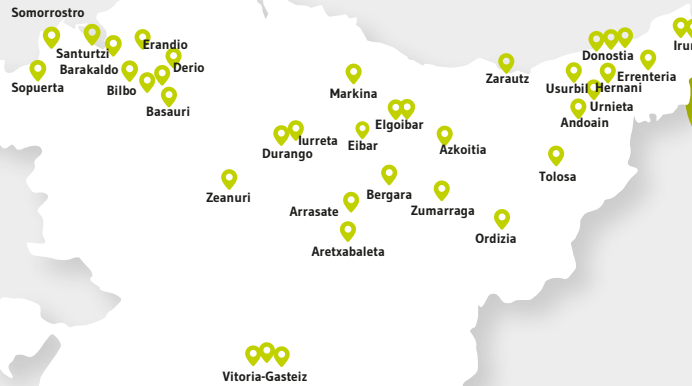 Somorrostro
Erandio
Santurtzi
Donostia
Irun
Barakaldo
Derio
Errenteria
Zarautz
Sopuerta
Bilbo
Usurbil
Hernani
Markina
Urnieta
Basauri
Elgoibar
Andoain
Iurreta
Eibar
Azkoitia
Durango
Tolosa
Bergara
Zeanuri
Arrasate
Zumarraga
Ordizia
Aretxabaleta
Vitoria-Gasteiz